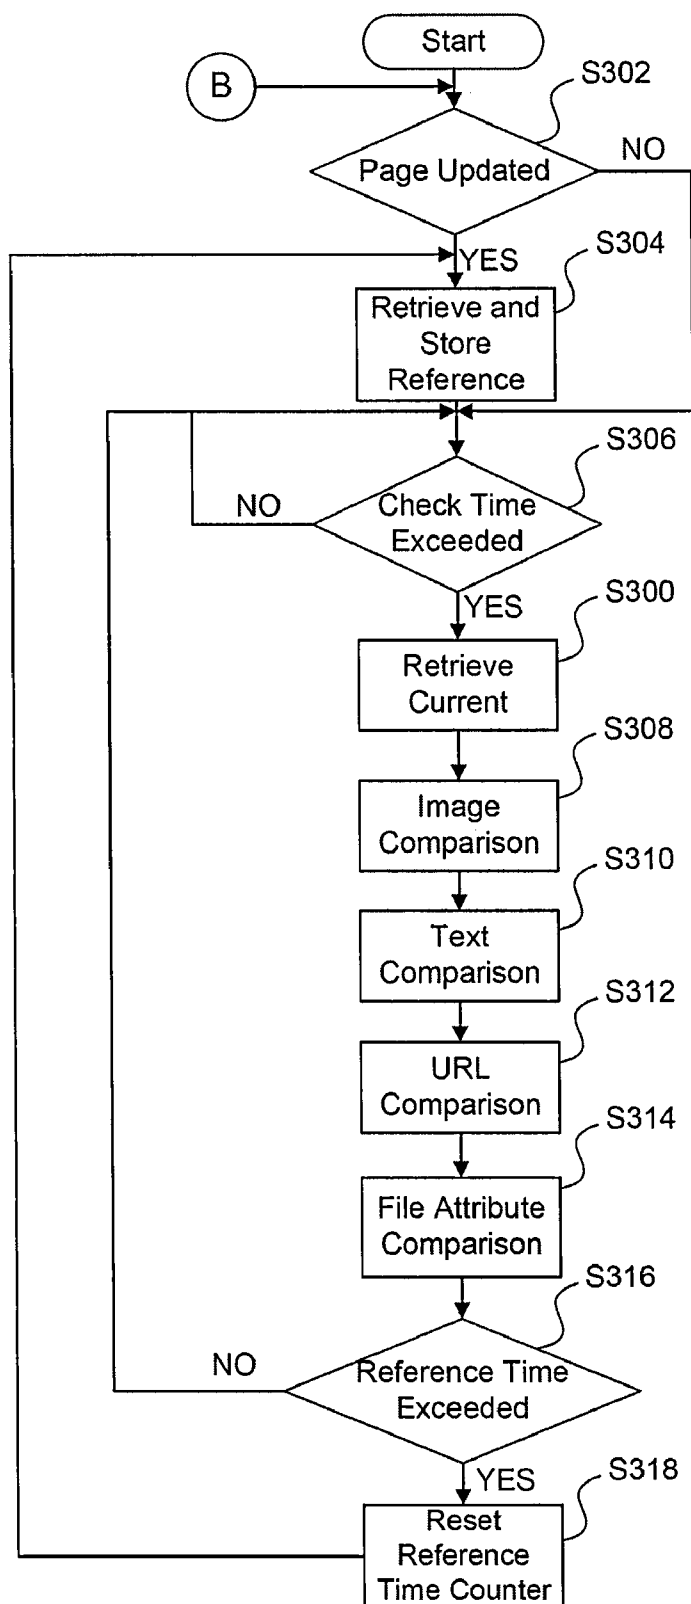 Start
B
S302
Page Updated
NO
YES
S304
Retrieve and
Store
Reference
S306
NO
Check Time
Exceeded
YES
S300
Retrieve
Current
S308
Image
Comparison
S310
Text
Comparison
S312
URL
Comparison
S314
File Attribute
Comparison
S316
NO
Reference Time
Exceeded
YES
S318
Reset
Reference
Time Counter